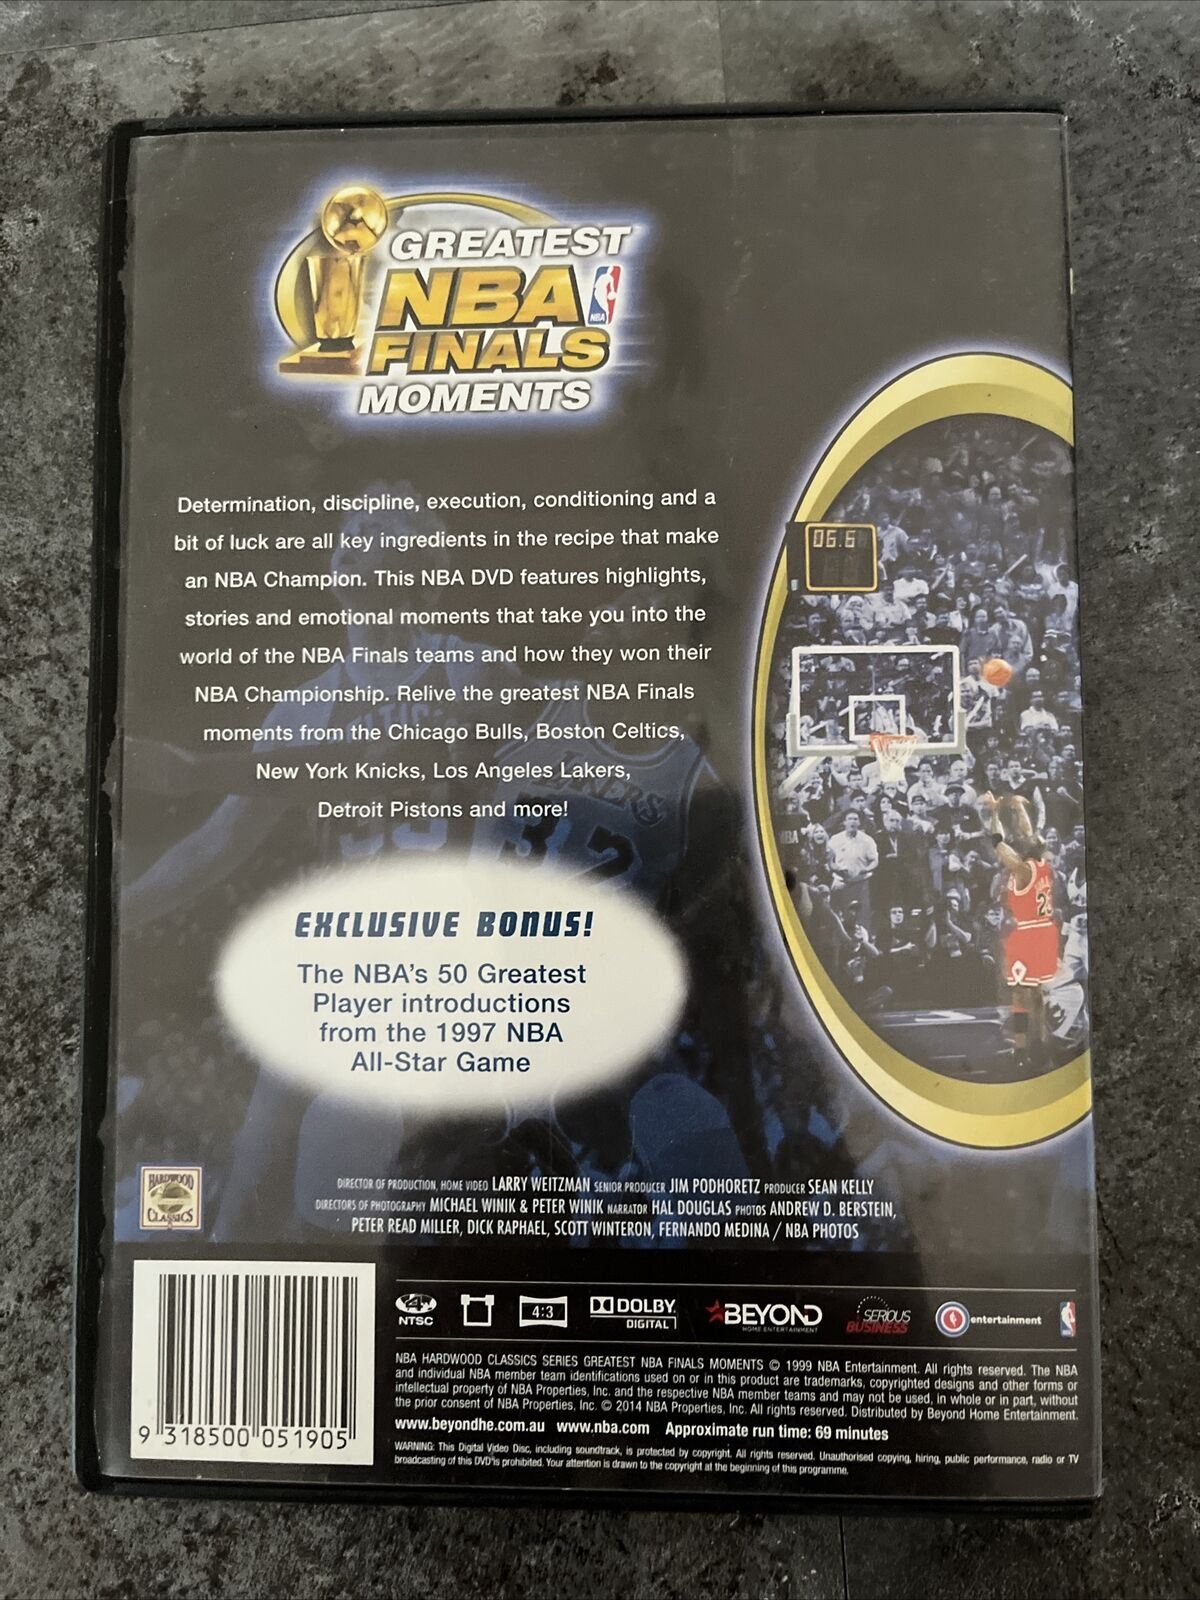 GREATEST
NBA
NBA
FINALS
MOMENTS
Determination, discipline, execution, conditioning and a
bit of luck are all key ingredients in the recipe that make
an NBA Champion. This NBA DVD features highlights,
stories and emotional moments that take you into the
world of the NBA Finals teams and how they won their
NBA Championship. Relive the greatest NBA Finals
moments from the Chicago Bulls, Boston Celtics,
New York Knicks, Los Angeles Lakers,
Detroit Pistons and more!
06.6
32
23
EXCLUSIVE BONUS!
The NBA's 50 Greatest
Player introductions
from the 1997 NBA
All-Star Game
HARDWOOD
CLASSICS
DIRECTOR OF PRODUCTION, HOME VIDEO LARRY WEITZMAN SENIOR PRODUCER JIM PODHORETZ PRODUCER SEAN KELLY
DIRECTORS OF PHOTOGRAPHY MICHAEL WINIK & PETER WINIK NARRATOR HAL DOUGLAS PHOTOS ANDREW D. BERSTEIN,
PETER READ MILLER, DICK RAPHAEL, SCOTT WINTERON, FERNANDO MEDINA / NBA PHOTOS
4 NTSC 4:3 DOLBY DIGITAL BEYOND HOME ENTERTAINMENT SERIOUS BUSINESS entertainment
NBA HARDWOOD CLASSICS SERIES GREATEST NBA FINALS MOMENTS © 1999 NBA Entertainment. All rights reserved. The NBA
and individual NBA member team identifications used on or in this product are trademarks, copyrighted designs and other forms or
intellectual property of NBA Properties, Inc. and the respective NBA member teams and may not be used, in whole or in part, without
the prior consent of NBA Properties, Inc. © 2014 NBA Properties, Inc. All rights reserved. Distributed by Beyond Home Entertainment.
www.beyondhe.com.au www.nba.com Approximate run time: 69 minutes
WARNING: This Digital Video Disc, including soundtrack, is protected by copyright. All rights reserved. Unauthorised copying, hiring, public performance, radio or TV
broadcasting of this DVD is prohibited. Your attention is drawn to the copyright at the beginning of this programme.
9 318500 051905